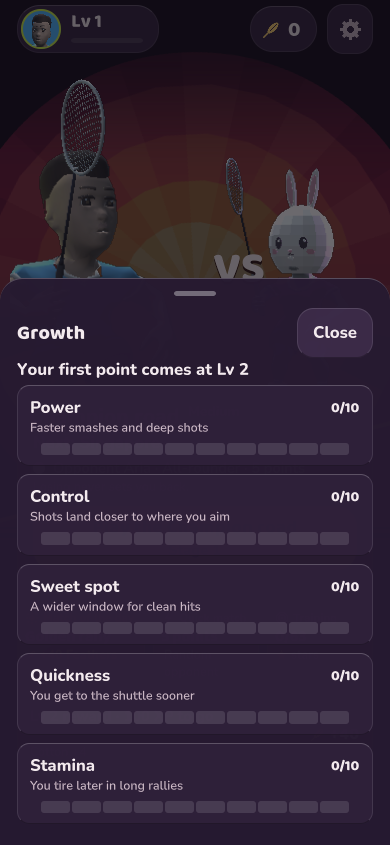 Lv 1
0
VS
Growth
Close
Your first point comes at Lv 2
Power
0/10
Faster smashes and deep shots
Control
0/10
Shots land closer to where you aim
Sweet spot
0/10
A wider window for clean hits
Quickness
0/10
You get to the shuttle sooner
Stamina
0/10
You tire later in long rallies